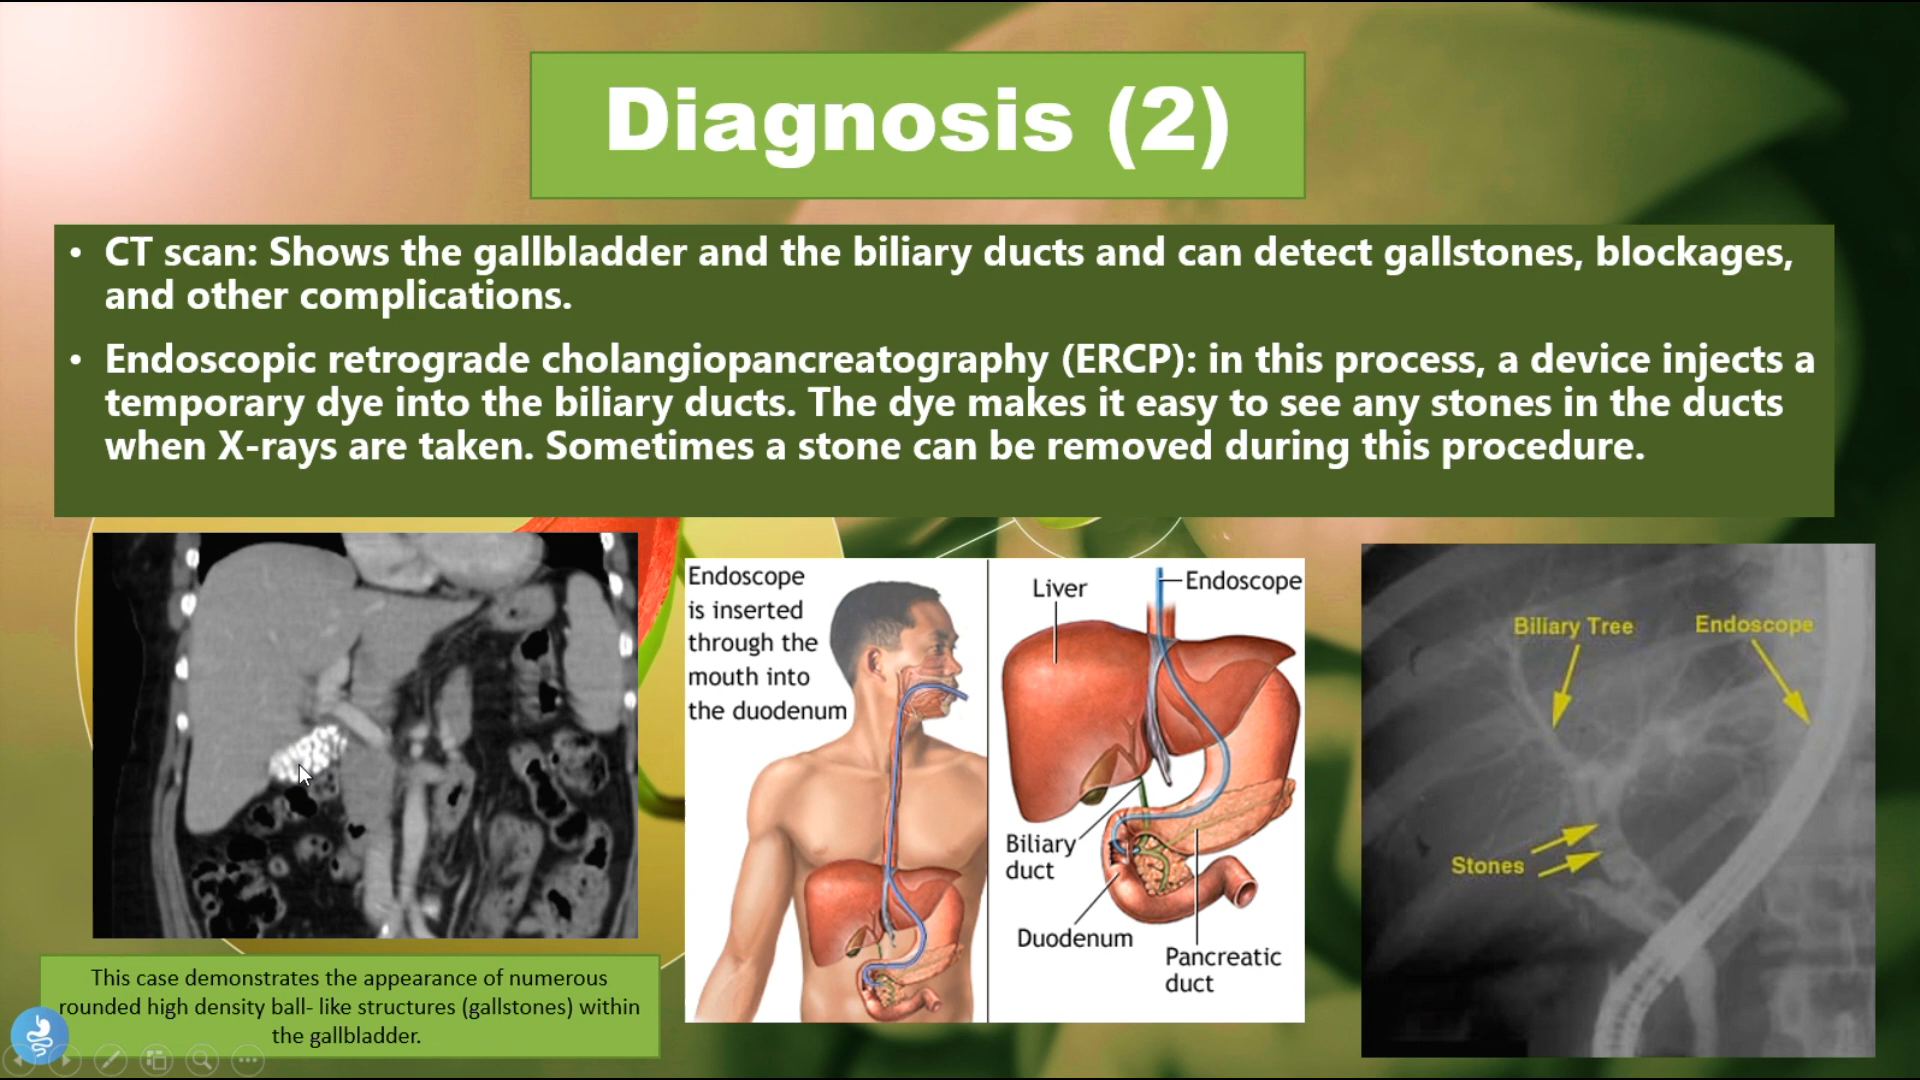 Diagnosis (2)
• CT scan: Shows the gallbladder and the biliary ducts and can detect gallstones, blockages,
and other complications.
• Endoscopic retrograde cholangiopancreatography (ERCP): in this process, a device injects a
temporary dye into the biliary ducts. The dye makes it easy to see any stones in the ducts
when X-rays are taken. Sometimes a stone can be removed during this procedure.
Endoscope
is inserted
through the
mouth into
the duodenum
Liver
Endoscope
Biliary
duct
Duodenum
Pancreatic
duct
Biliary Tree
Endoscope
Stones
This case demonstrates the appearance of numerous
rounded high density ball- like structures (gallstones) within
the gallbladder.